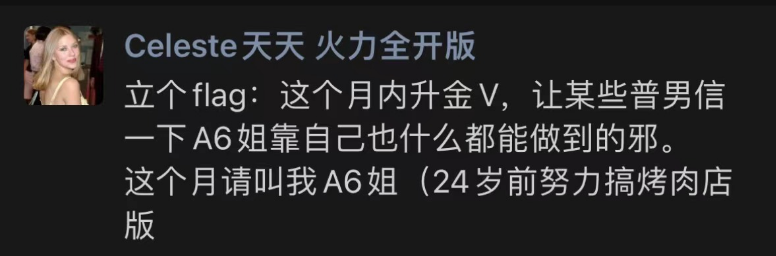 Celeste天天 火力全开版
立个flag：这个月内升金V，让某些普男信
一下A6姐靠自己也什么都能做到的邪。
这个月请叫我A6姐（24岁前努力搞烤肉店
版